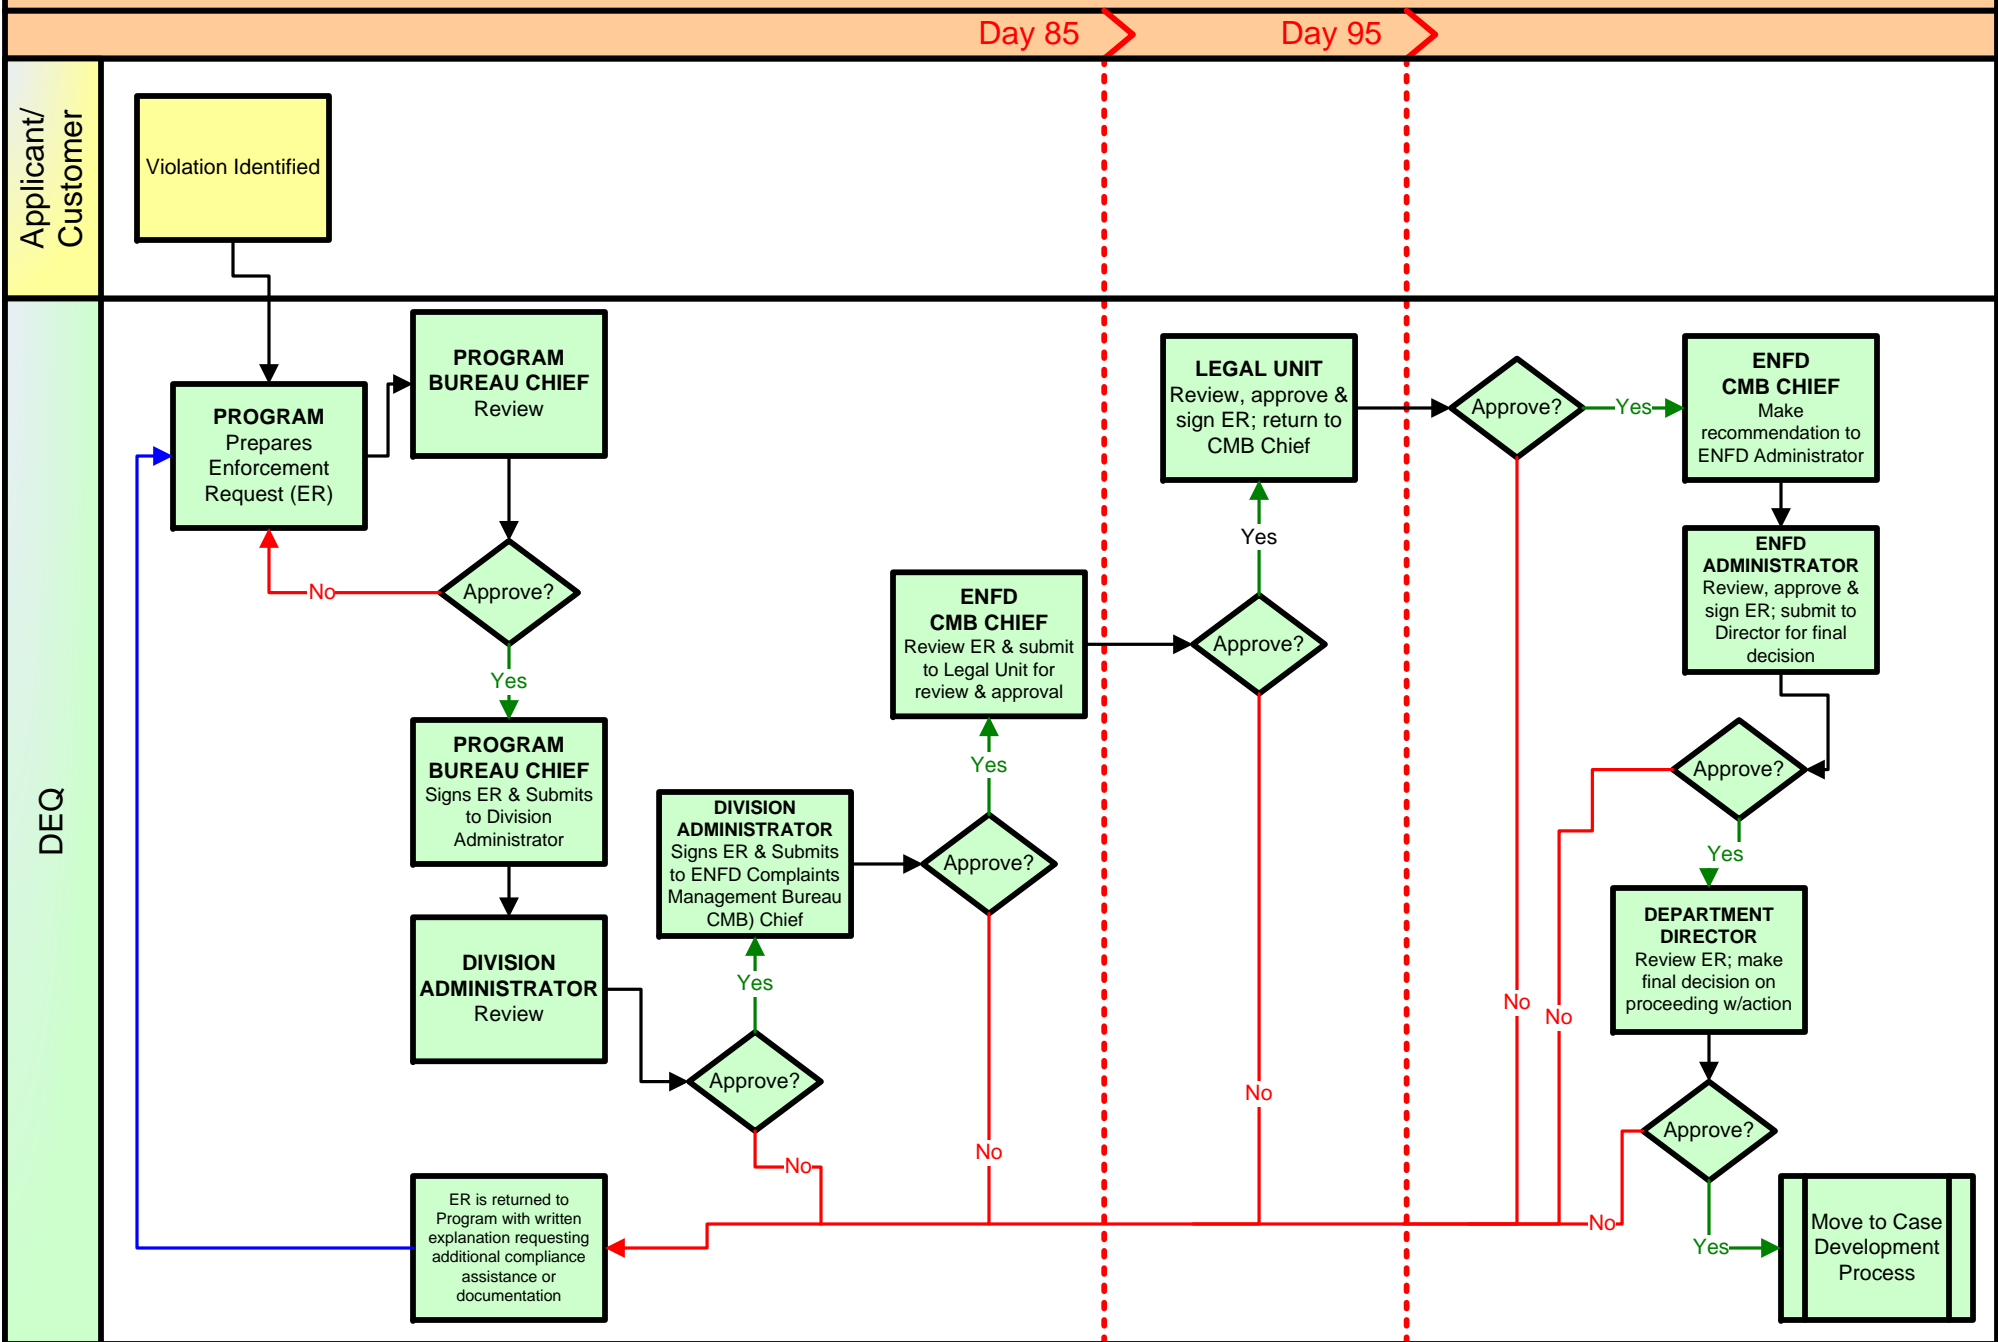 Day 85
Day 95
Applicant/
Customer
Violation Identified
DEQ
PROGRAM
Prepares
Enforcement
Request (ER)
PROGRAM
BUREAU CHIEF
Review
Approve?
No
Yes
PROGRAM
BUREAU CHIEF
Signs ER & Submits
to Division
Administrator
DIVISION
ADMINISTRATOR
Review
Approve?
No
Yes
DIVISION
ADMINISTRATOR
Signs ER & Submits
to ENFD Complaints
Management Bureau
CMB) Chief
Approve?
No
Yes
ENFD
CMB CHIEF
Review ER & submit
to Legal Unit for
review & approval
Approve?
No
Yes
LEGAL UNIT
Review, approve &
sign ER; return to
CMB Chief
Approve?
No
Yes
ENFD
CMB CHIEF
Make
recommendation to
ENFD Administrator
ENFD
ADMINISTRATOR
Review, approve &
sign ER; submit to
Director for final
decision
Approve?
No
Yes
DEPARTMENT
DIRECTOR
Review ER; make
final decision on
proceeding w/action
Approve?
No
Yes
Move to Case
Development
Process
ER is returned to
Program with written
explanation requesting
additional compliance
assistance or
documentation